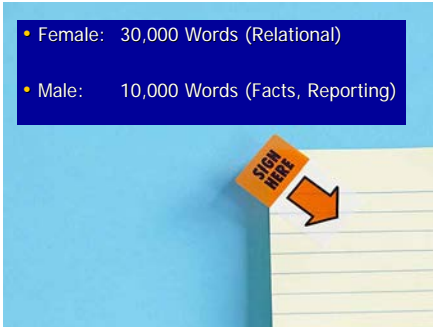 • Female: 30,000 Words (Relational)
• Male: 10,000 Words (Facts, Reporting)
SIGN
HERE